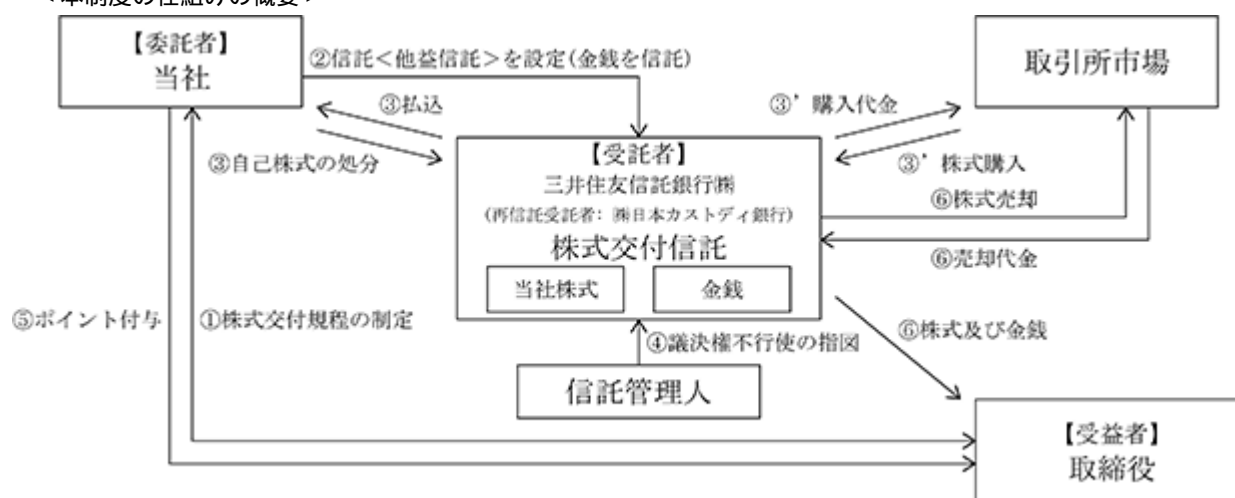 ＜本制度の仕組みの概要＞
【委託者】
当社
②信託＜他益信託＞を設定(金銭を信託)
取引所市場
③払込
③’購入代金
③自己株式の処分
【受託者】
三井住友信託銀行㈱
(再信託受託者: ㈱日本カストディ銀行)
株式交付信託
③’株式購入
⑥株式売却
当社株式
金銭
⑥売却代金
⑤ポイント付与
①株式交付規程の制定
④議決権不行使の指図
⑥株式及び金銭
信託管理人
【受益者】
取締役